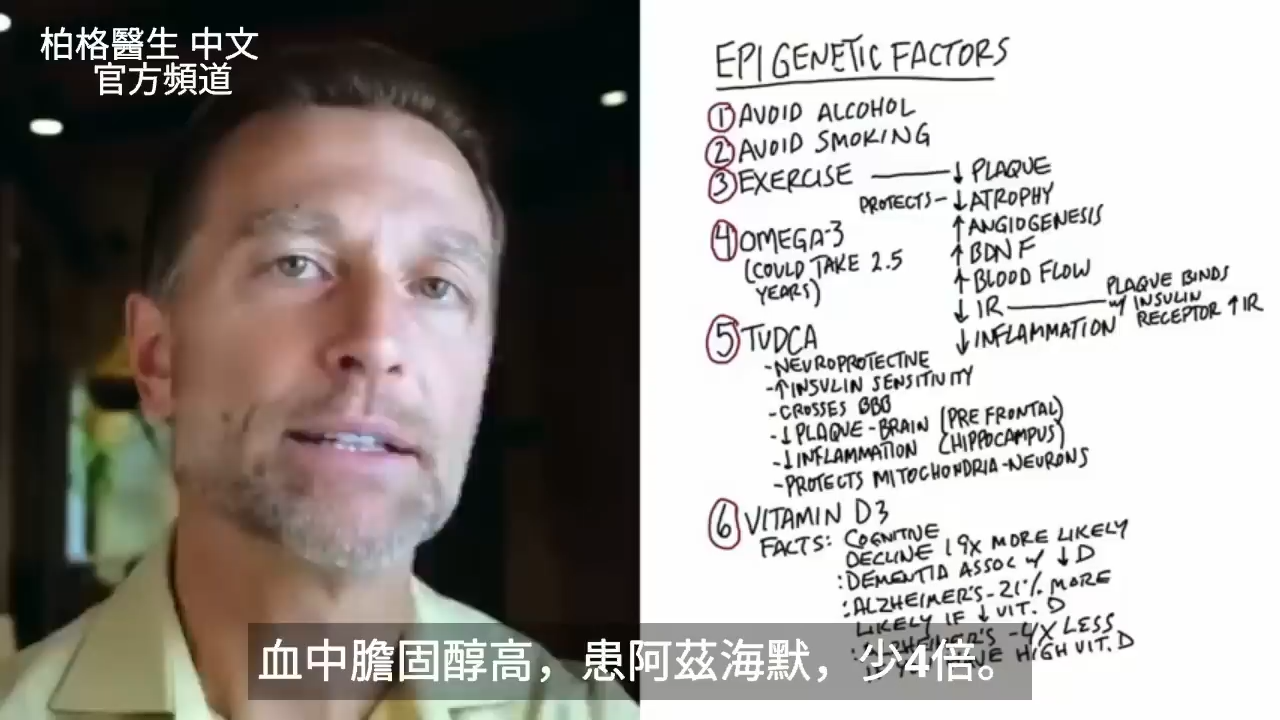 柏格醫生 中文
官方頻道
EPIGENETIC FACTORS
① AVOID ALCOHOL
② AVOID SMOKING
③ EXERCISE — ↓ PLAQUE
PROTECTS - ↓ ATROPHY
↑ ANGIOGENESIS
④ OMEGA-3
(COULD TAKE 2.5
YEARS)
↑ BDNF
↑ BLOOD FLOW
↓ IR — PLAQUE BINDS
W/ INSULIN
RECEPTOR ↑ IR
↓ INFLAMMATION
⑤ TUDCA
- NEUROPROTECTIVE
- ↑ INSULIN SENSITIVITY
- CROSSES BBB
- ↓ PLAQUE - BRAIN (PRE FRONTAL)
- ↓ INFLAMMATION (HIPPOCAMPUS)
- PROTECTS MITOCHONDRIA - NEURONS
⑥ VITAMIN D3
FACTS: COGNITIVE
DECLINE 19X MORE LIKELY
: DEMENTIA ASSOC W/ ↓ D
: ALZHEIMER'S - 21% MORE
LIKELY IF ↓ VIT. D
- 4X LESS
HIGH VIT. D
血中膽固醇高，患阿茲海默，少4倍。